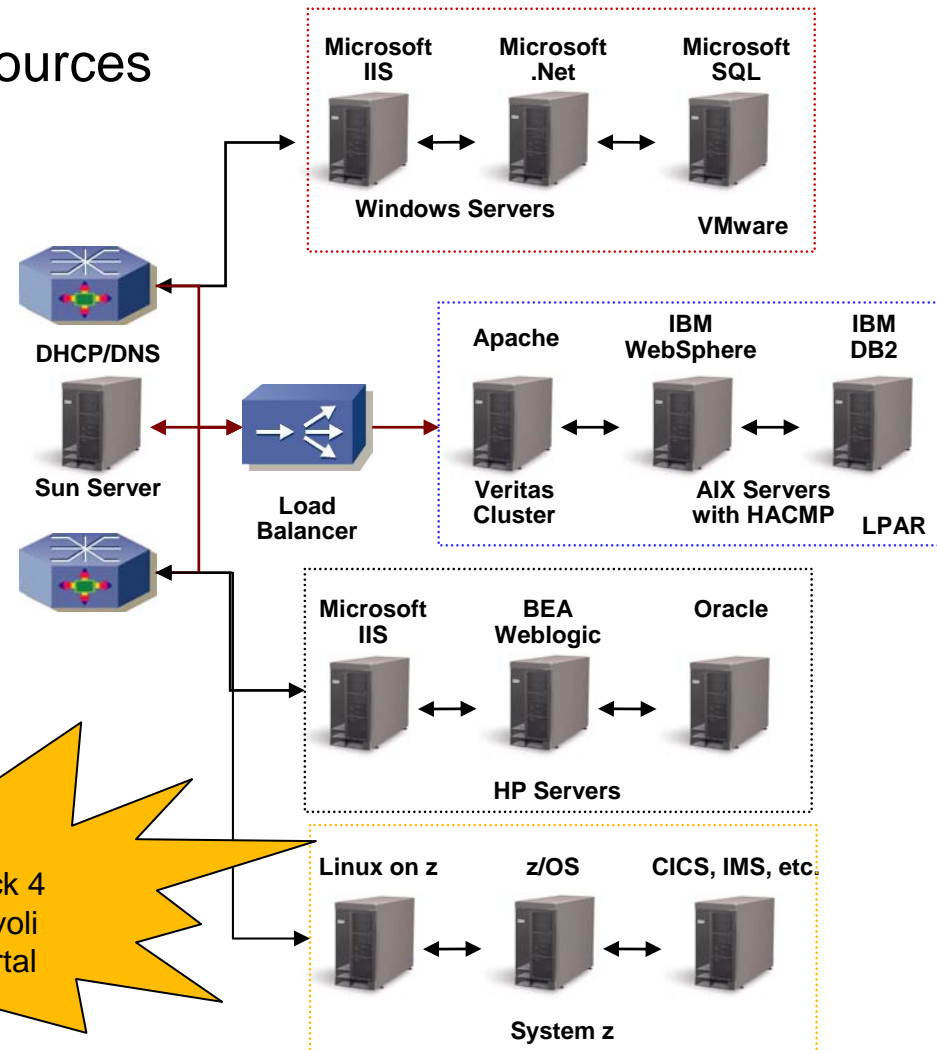 ources
Microsoft
IIS
Microsoft
.Net
Microsoft
SQL
Windows Servers
VMware
DHCP/DNS
Sun Server
Load
Balancer
Apache
IBM
WebSphere
IBM
DB2
Veritas
Cluster
AIX Servers
with HACMP
LPAR
Microsoft
IIS
BEA
Weblogic
Oracle
HP Servers
ck 4
voli
rtal
Linux on z
z/OS
CICS, IMS, etc.
System z